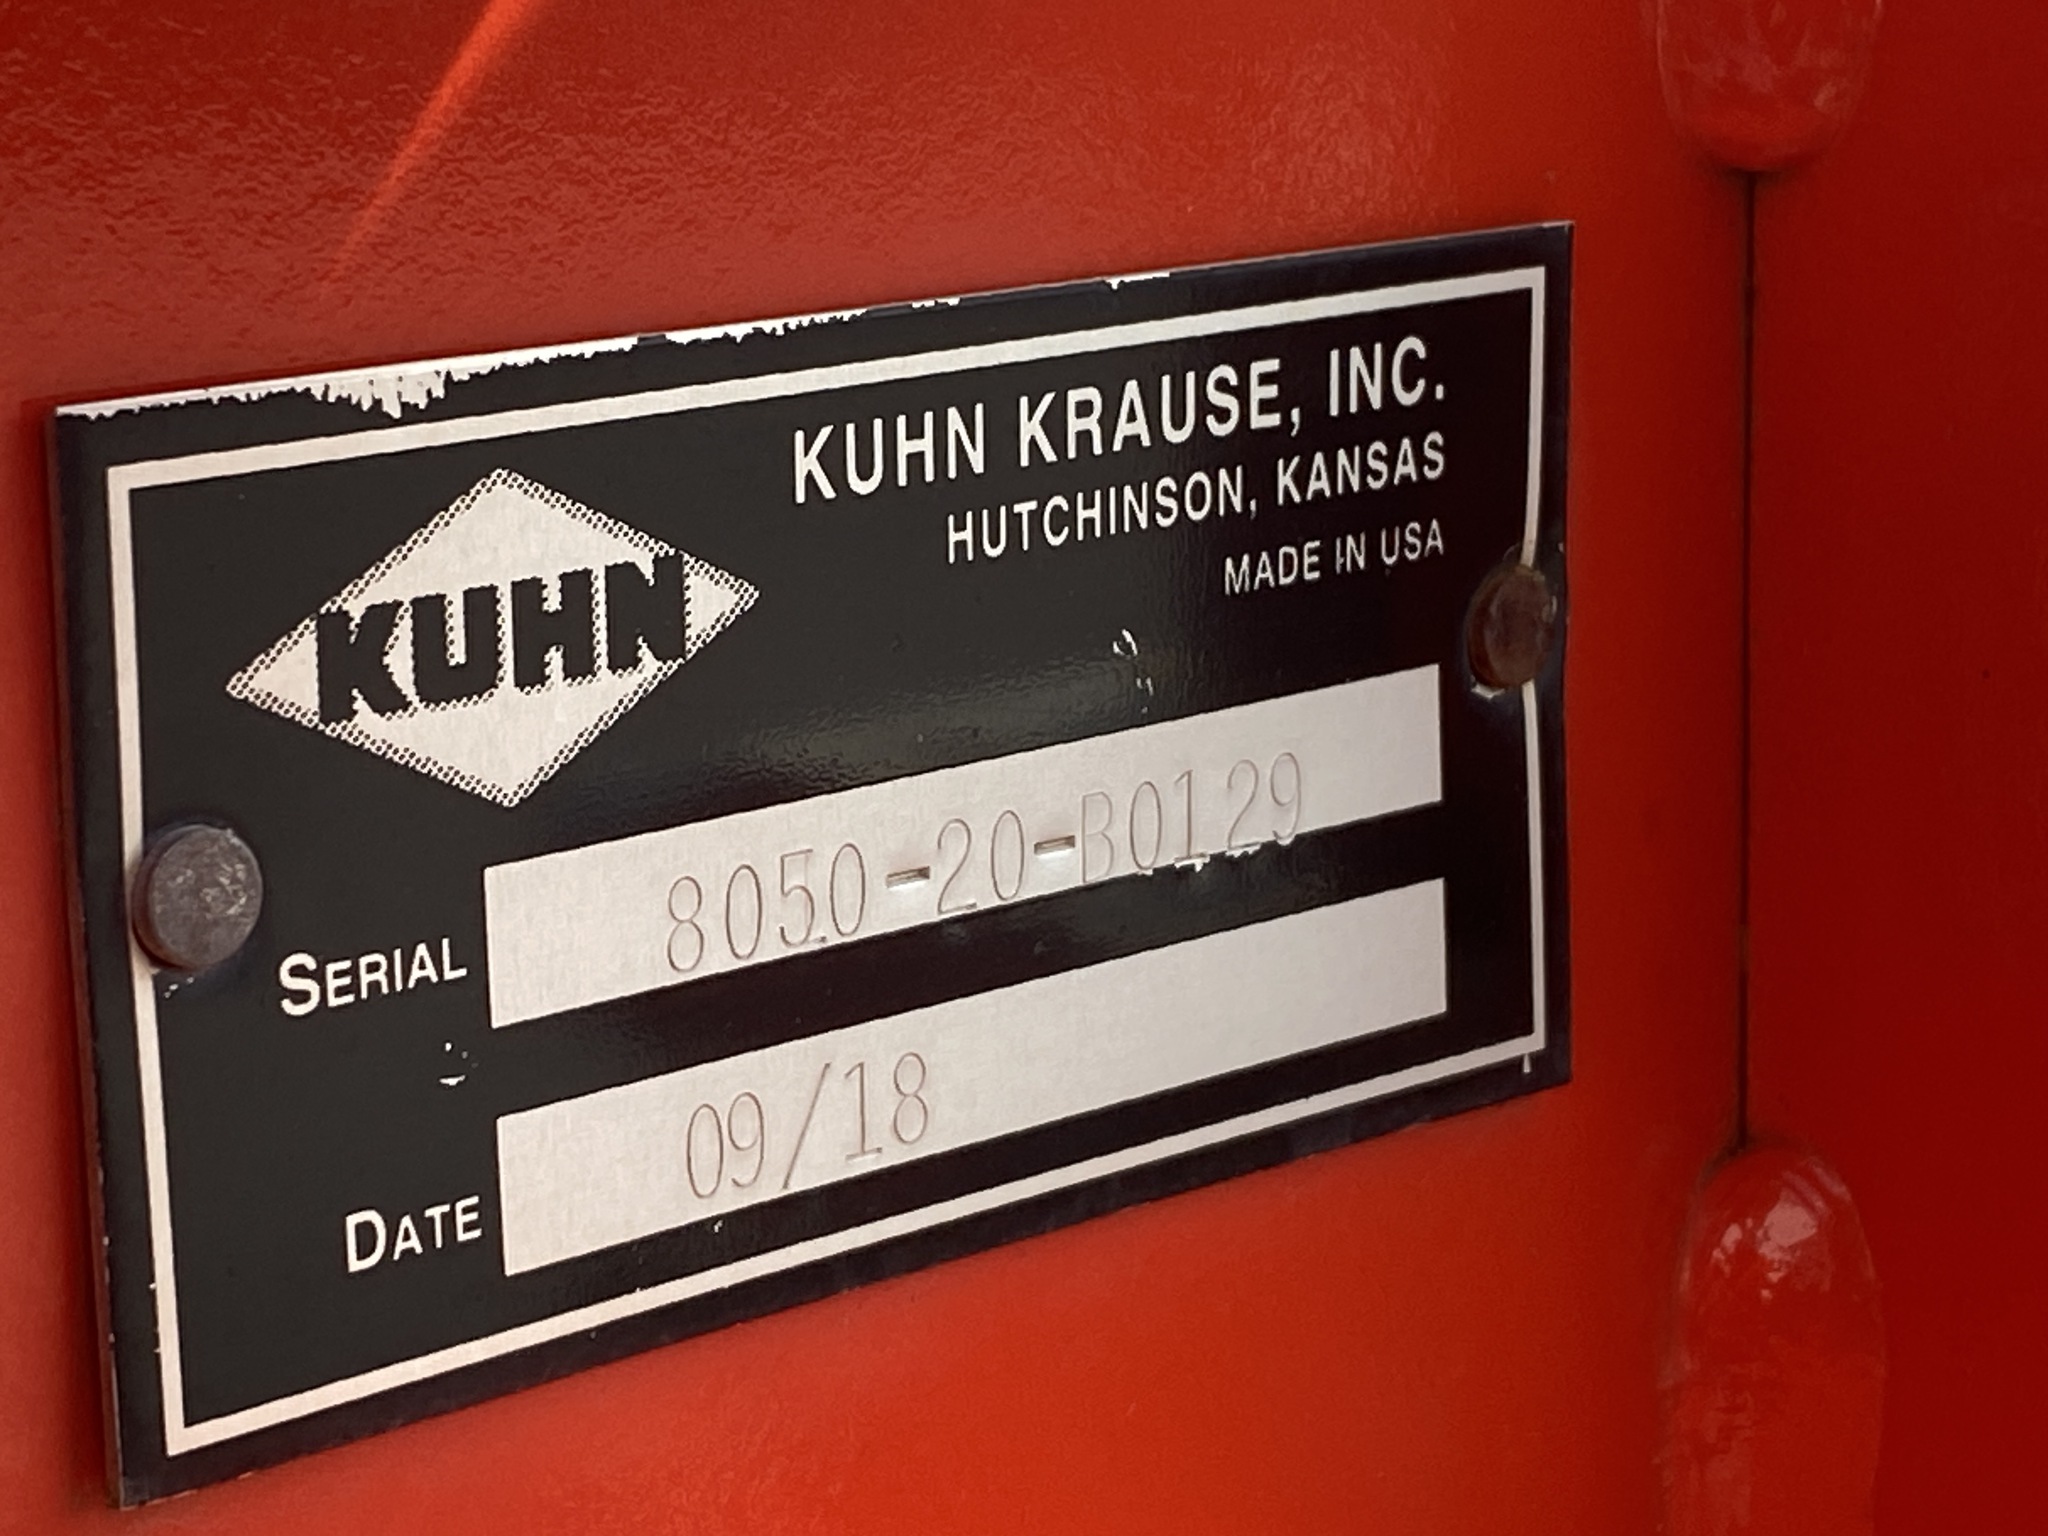 KUHN
KUHN KRAUSE, INC.
HUTCHINSON, KANSAS
MADE IN USA
SERIAL 8050-20-B0129
DATE 09/18